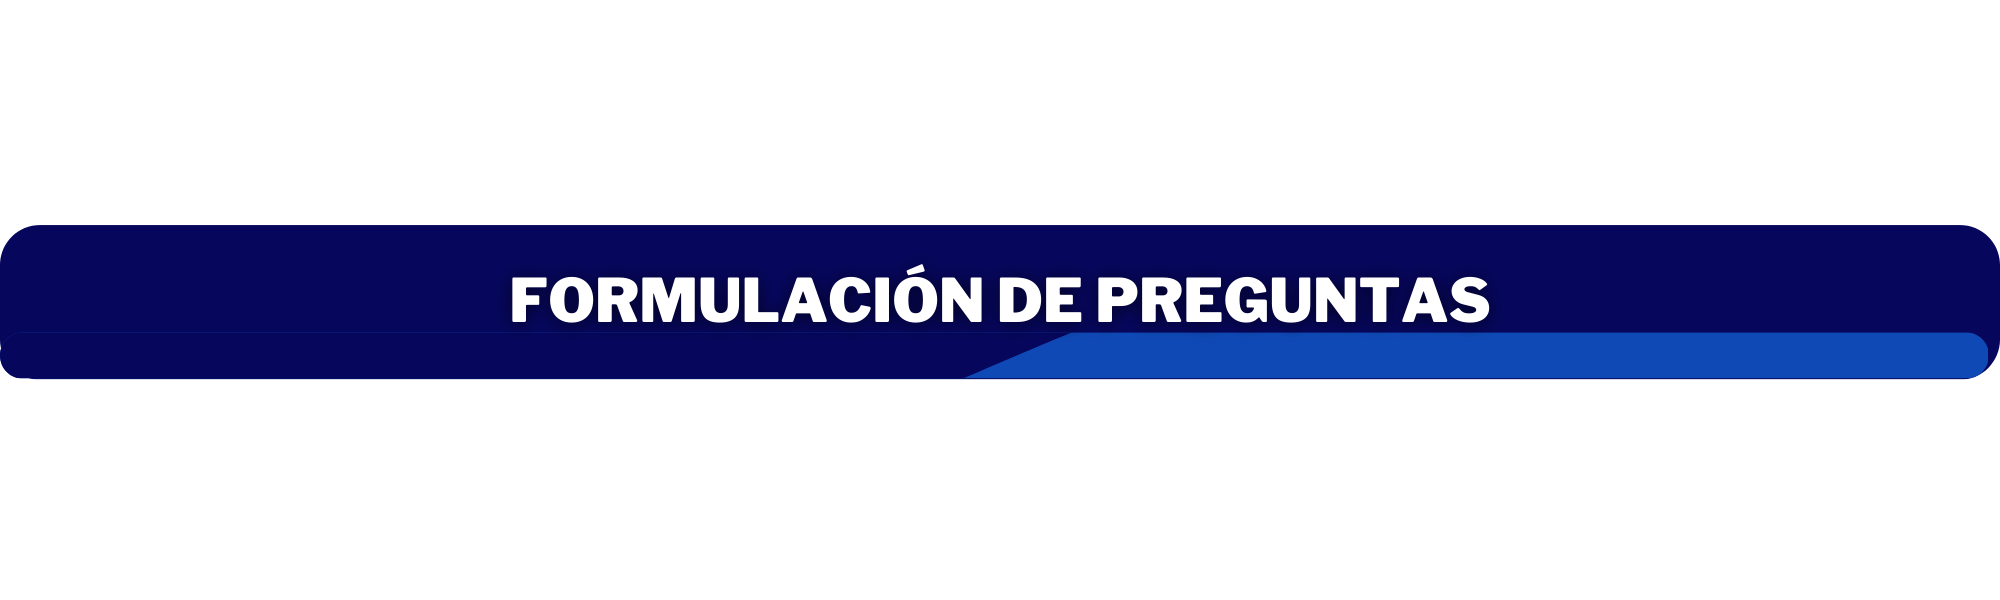 FORMULACIÓN DE PREGUNTAS